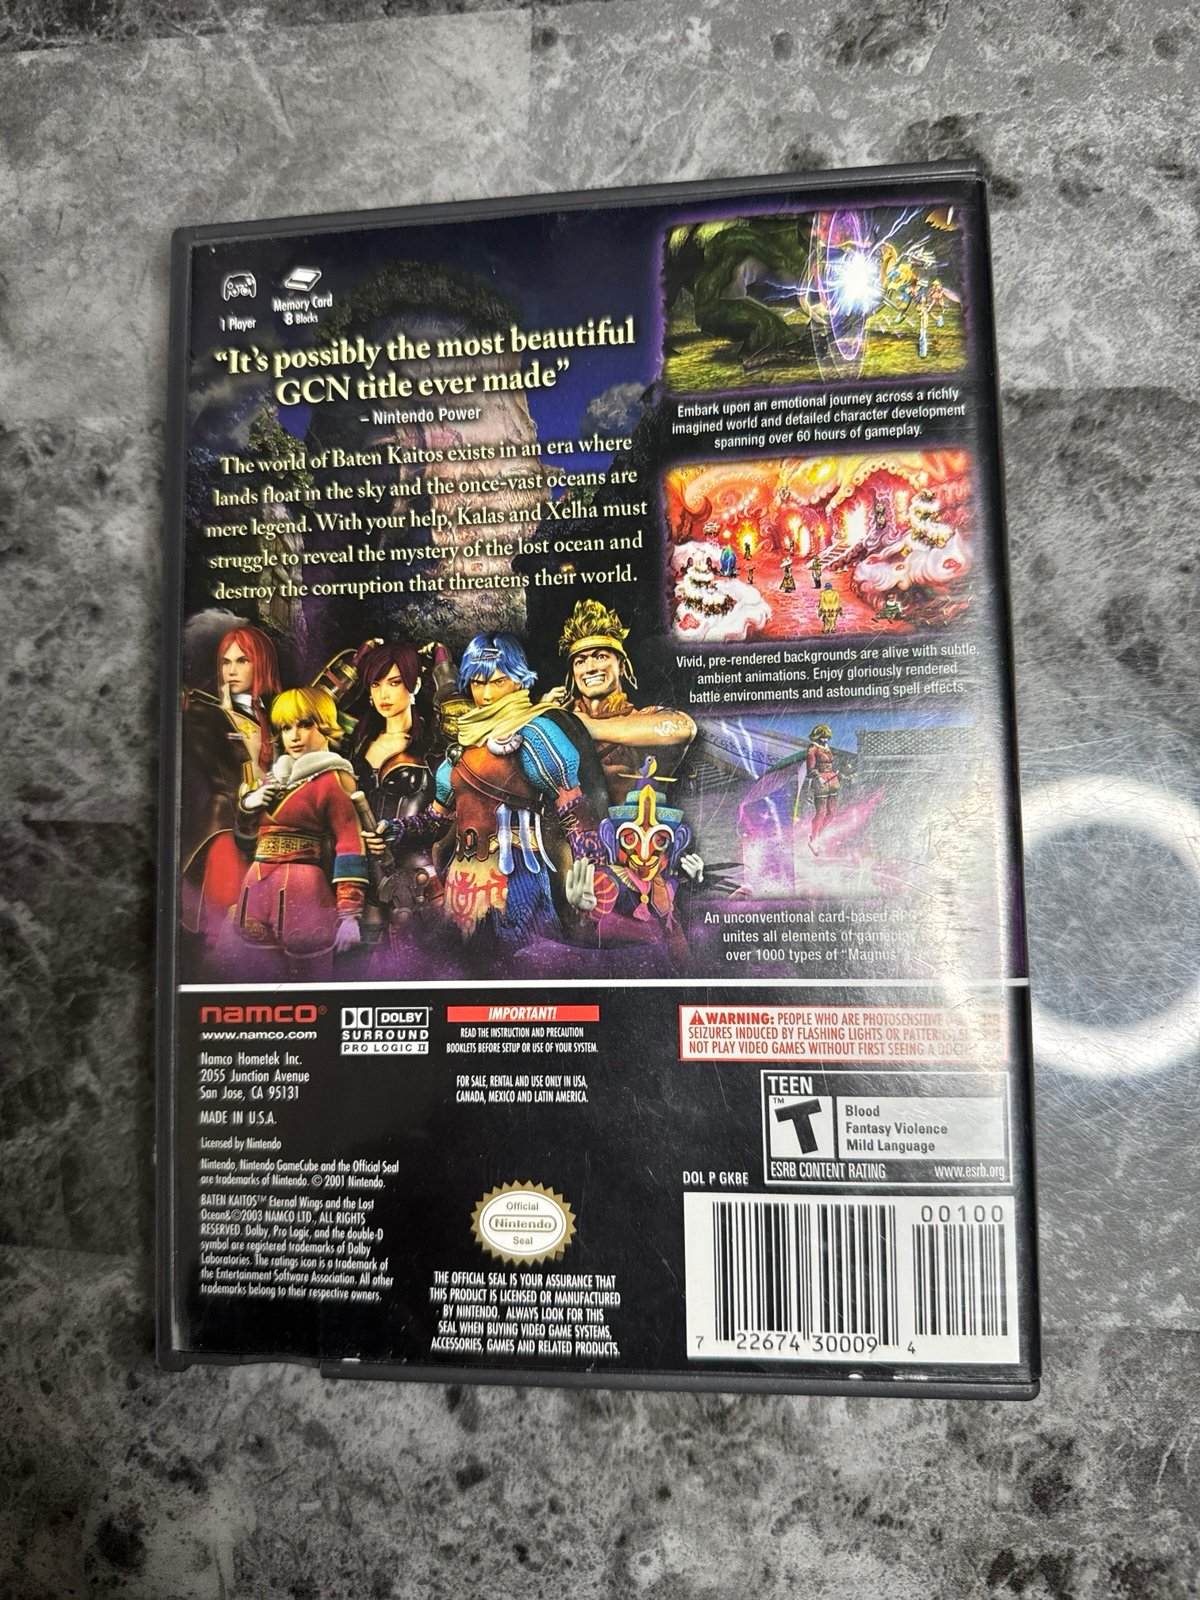 1 Player
Memory Card
8 Blocks
“It’s possibly the most beautiful
GCN title ever made”
– Nintendo Power
The world of Baten Kaitos exists in an era where
lands float in the sky and the once-vast oceans are
mere legend. With your help, Kalas and Xelha must
struggle to reveal the mystery of the lost ocean and
destroy the corruption that threatens their world.
Embark upon an emotional journey across a richly
imagined world and detailed character development
spanning over 60 hours of gameplay.
Vivid, pre-rendered backgrounds are alive with subtle,
ambient animations. Enjoy gloriously rendered
battle environments and astounding spell effects.
An unconventional card-based RPG
unites all elements of gameplay
over 1000 types of “Magnus”
namco®
www.namco.com
Namco Hometek Inc.
2055 Junction Avenue
San Jose, CA 95131
MADE IN U.S.A.
Licensed by Nintendo
Nintendo, Nintendo GameCube and the Official Seal
are trademarks of Nintendo. © 2001 Nintendo.
BATEN KAITOS™ Eternal Wings and the Lost
Ocean&©2003 NAMCO LTD., ALL RIGHTS
RESERVED. Dolby, Pro Logic, and the double-D
symbol are registered trademarks of Dolby
Laboratories. The ratings icon is a trademark of
the Entertainment Software Association. All other
trademarks belong to their respective owners.
DOLBY®
SURROUND
PRO LOGIC II
IMPORTANT!
READ THE INSTRUCTION AND PRECAUTION
BOOKLETS BEFORE SETUP OR USE OF YOUR SYSTEM.
FOR SALE, RENTAL AND USE ONLY IN USA,
CANADA, MEXICO AND LATIN AMERICA.
Official
Nintendo
Seal
THE OFFICIAL SEAL IS YOUR ASSURANCE THAT
THIS PRODUCT IS LICENSED OR MANUFACTURED
BY NINTENDO. ALWAYS LOOK FOR THIS
SEAL WHEN BUYING VIDEO GAME SYSTEMS,
ACCESSORIES, GAMES AND RELATED PRODUCTS.
WARNING: PEOPLE WHO ARE PHOTOSENSITIVE
SEIZURES INDUCED BY FLASHING LIGHTS OR PATTERNS,
NOT PLAY VIDEO GAMES WITHOUT FIRST SEEING A DOCTOR
TEEN
T™
Blood
Fantasy Violence
Mild Language
ESRB CONTENT RATING www.esrb.org
DOL P GKBE
00100
7 22674 30009 4